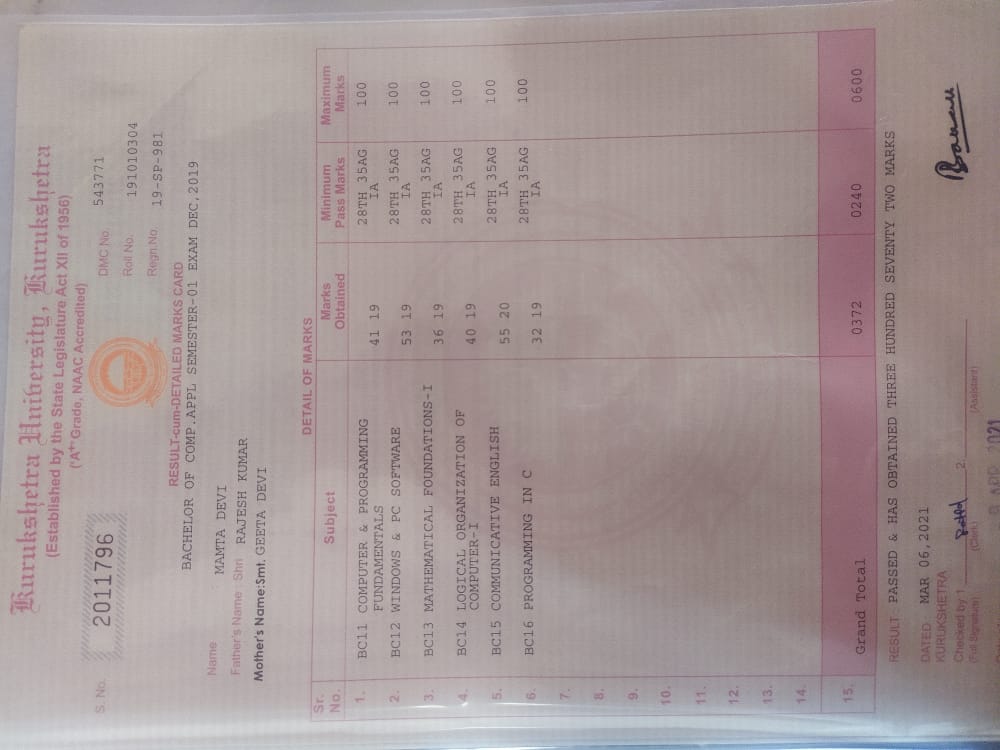 Kurukshetra University, Kurukshetra
(Established by the State Legislature Act XII of 1956)
('A+' Grade, NAAC Accredited)
S. No. 2011796
DMC No. 543771
Roll No. 191010304
Regn.No. 19-SP-981
RESULT-cum-DETAILED MARKS CARD
BACHELOR OF COMP.APPL SEMESTER-01 EXAM DEC,2019
Name MAMTA DEVI
Father's Name : Shri RAJESH KUMAR
Mother's Name:Smt. GEETA DEVI
DETAIL OF MARKS
Sr. No. Subject Marks Obtained Minimum Pass Marks Maximum Marks
1. BC11 COMPUTER & PROGRAMMING FUNDAMENTALS 41 19 28TH 35AG IA 100
2. BC12 WINDOWS & PC SOFTWARE 53 19 28TH 35AG IA 100
3. BC13 MATHEMATICAL FOUNDATIONS-I 36 19 28TH 35AG IA 100
4. BC14 LOGICAL ORGANIZATION OF COMPUTER-I 40 19 28TH 35AG IA 100
5. BC15 COMMUNICATIVE ENGLISH 55 20 28TH 35AG IA 100
6. BC16 PROGRAMMING IN C 32 19 28TH 35AG IA 100
7.
8.
9.
10.
11.
12.
13.
14.
15. Grand Total 0372 0240 0600
RESULT : PASSED & HAS OBTAINED THREE HUNDRED SEVENTY TWO MARKS
DATED : MAR 06,2021
KURUKSHETRA
Checked by 1. 2.
(Full Signature) (Clerk) (Assistant)
9 APR 2021